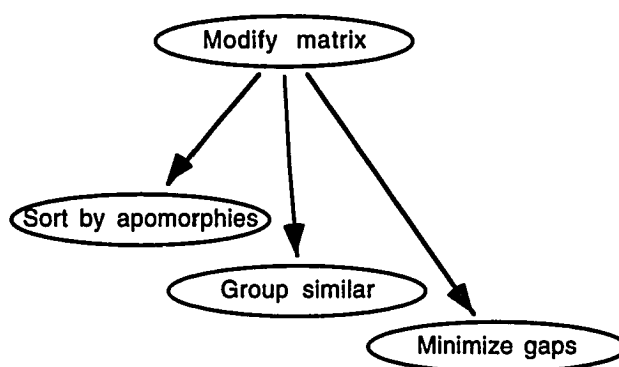 Modify matrix
Sort by apomorphies
Group similar
Minimize gaps